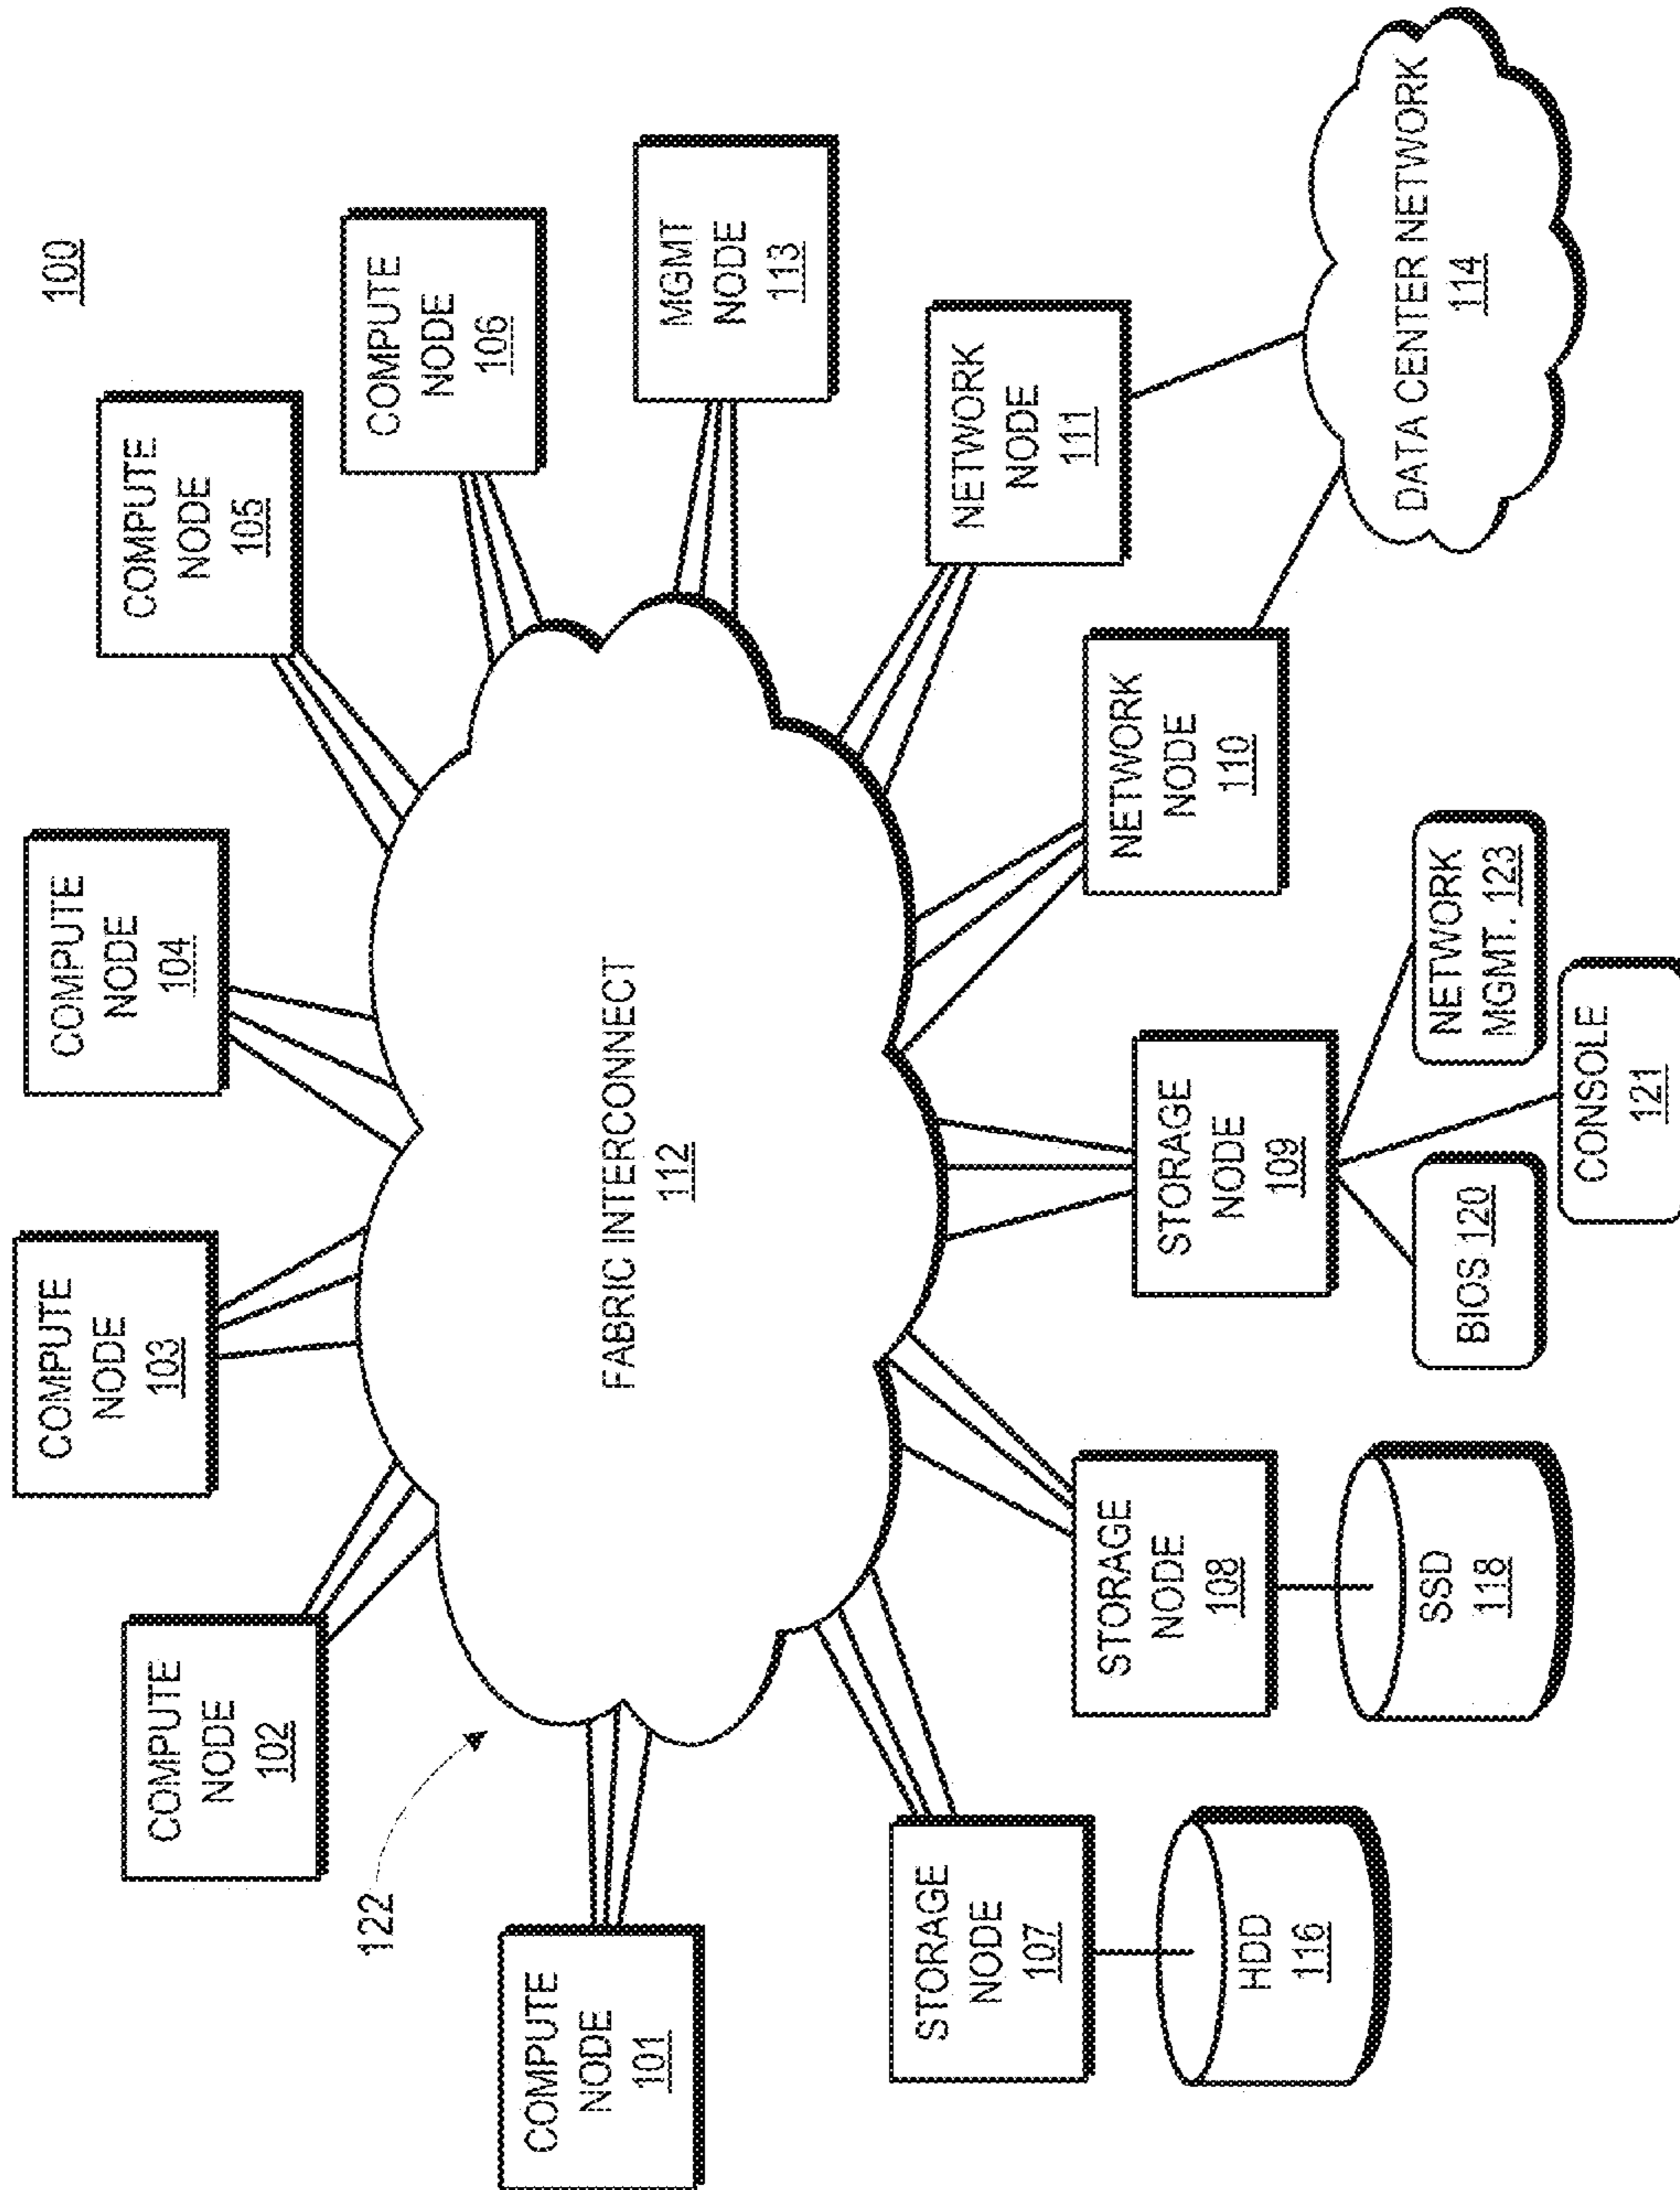 100
COMPUTE
NODE
101
COMPUTE
NODE
102
COMPUTE
NODE
103
COMPUTE
NODE
104
COMPUTE
NODE
105
COMPUTE
NODE
106
MGMT
NODE
113
122
FABRIC INTERCONNECT
112
STORAGE
NODE
107
HDD
116
STORAGE
NODE
108
SSD
118
STORAGE
NODE
109
BIOS 120
CONSOLE
121
NETWORK
MGMT. 123
NETWORK
NODE
110
NETWORK
NODE
111
DATA CENTER NETWORK
114